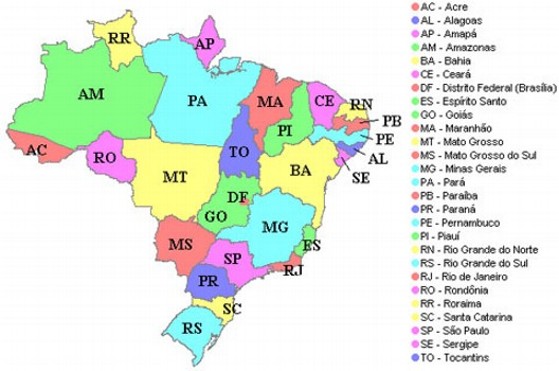 RR
AP
AM
PA
MA
CE
RN
PB
PE
AL
SE
PI
AC
RO
TO
BA
MT
DF
GO
MG
MS
ES
SP
RJ
PR
SC
RS
AC - Acre
AL - Alagoas
AP - Amapá
AM - Amazonas
BA - Bahia
CE - Ceará
DF - Distrito Federal (Brasília)
ES - Espírito Santo
GO - Goiás
MA - Maranhão
MT - Mato Grosso
MS - Mato Grosso do Sul
MG - Minas Gerais
PA - Pará
PB - Paraíba
PR - Paraná
PE - Pernambuco
PI - Piauí
RN - Rio Grande do Norte
RS - Rio Grande do Sul
RJ - Rio de Janeiro
RO - Rondônia
RR - Roraima
SC - Santa Catarina
SP - São Paulo
SE - Sergipe
TO - Tocantins